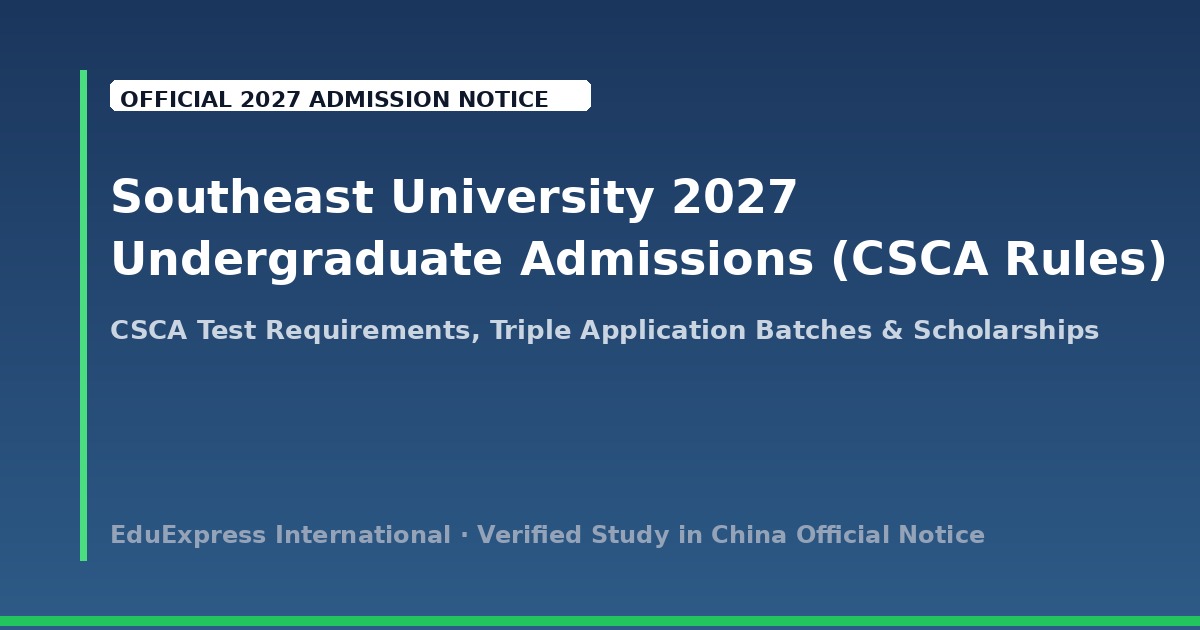 OFFICIAL 2027 ADMISSION NOTICE
Southeast University 2027
Undergraduate Admissions (CSCA Rules)
CSCA Test Requirements, Triple Application Batches & Scholarships
EduExpress International · Verified Study in China Official Notice